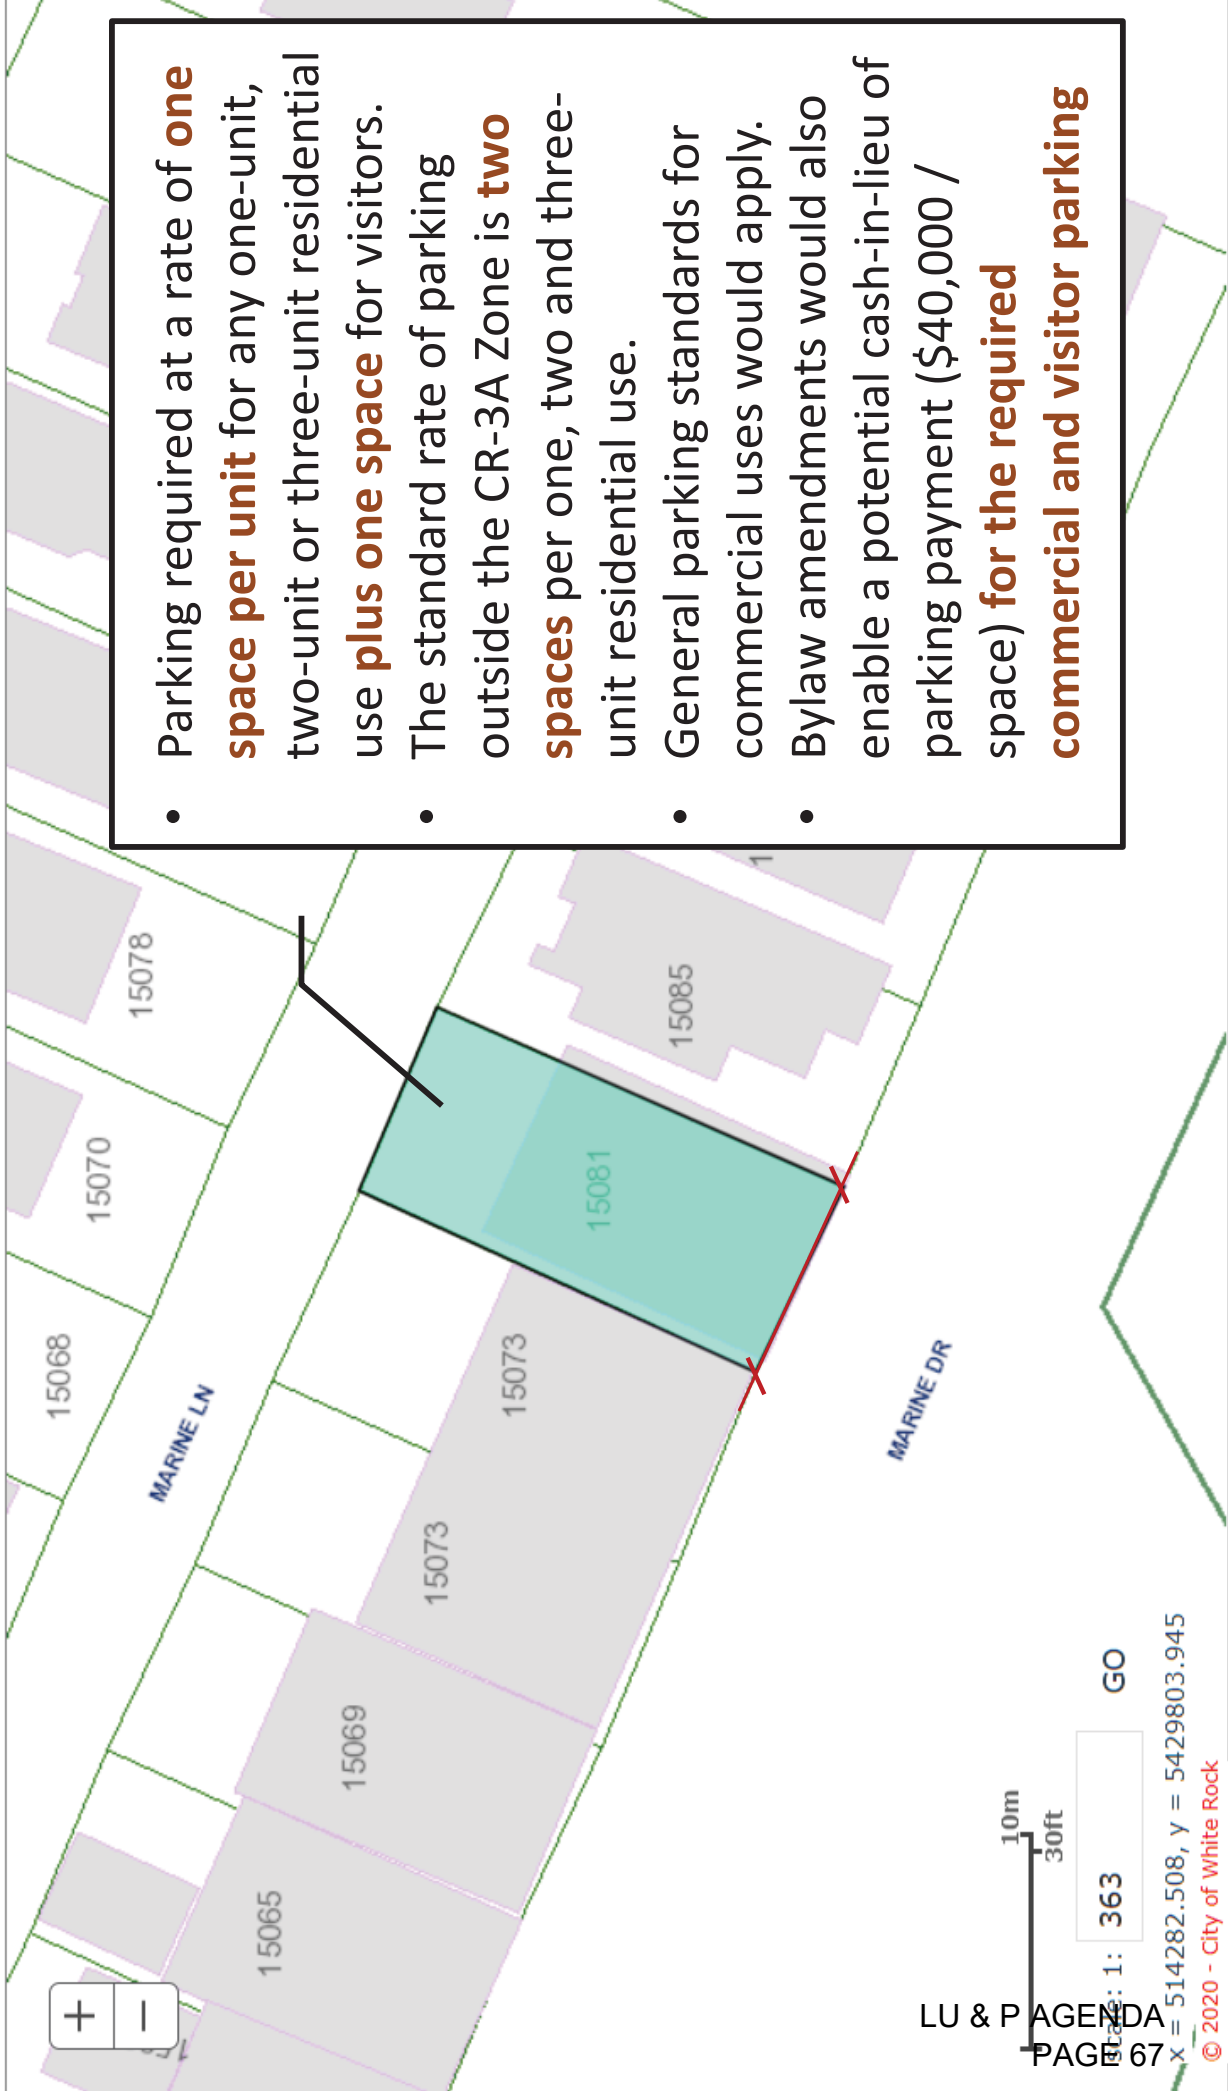 • Parking required at a rate of one
space per unit for any one-unit,
two-unit or three-unit residential
use plus one space for visitors.
• The standard rate of parking
outside the CR-3A Zone is two
spaces per one, two and three-
unit residential use.
• General parking standards for
commercial uses would apply.
• Bylaw amendments would also
enable a potential cash-in-lieu of
parking payment ($40,000 /
space) for the required
commercial and visitor parking
15078
15070
15068
MARINE LN
15085
1
15081
15073
15073
15069
15065
MARINE DR
+
−
10m
30ft
scale: 1: 363 GO
x = 514282.508, y = 5429803.945
© 2020 - City of White Rock
LU & P AGENDA
PAGE 67